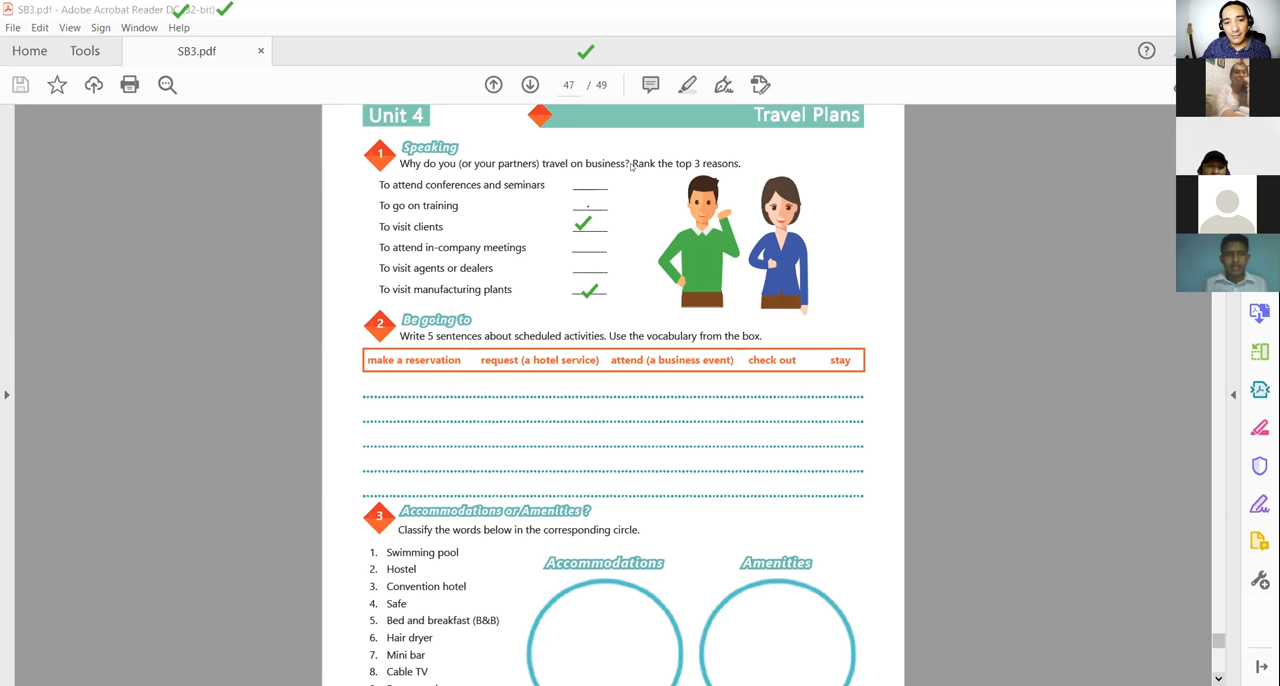 SB3.pdf - Adobe Acrobat Reader DC (32-bit)
File Edit View Sign Window Help
Home Tools SB3.pdf ×
47 / 49
Unit 4 Travel Plans
1 Speaking
Why do you (or your partners) travel on business? Rank the top 3 reasons.
To attend conferences and seminars
To go on training
To visit clients
To attend in-company meetings
To visit agents or dealers
To visit manufacturing plants
2 Be going to
Write 5 sentences about scheduled activities. Use the vocabulary from the box.
make a reservation request (a hotel service) attend (a business event) check out stay
3 Accommodations or Amenities ?
Classify the words below in the corresponding circle.
Accommodations Amenities
1. Swimming pool
2. Hostel
3. Convention hotel
4. Safe
5. Bed and breakfast (B&B)
6. Hair dryer
7. Mini bar
8. Cable TV